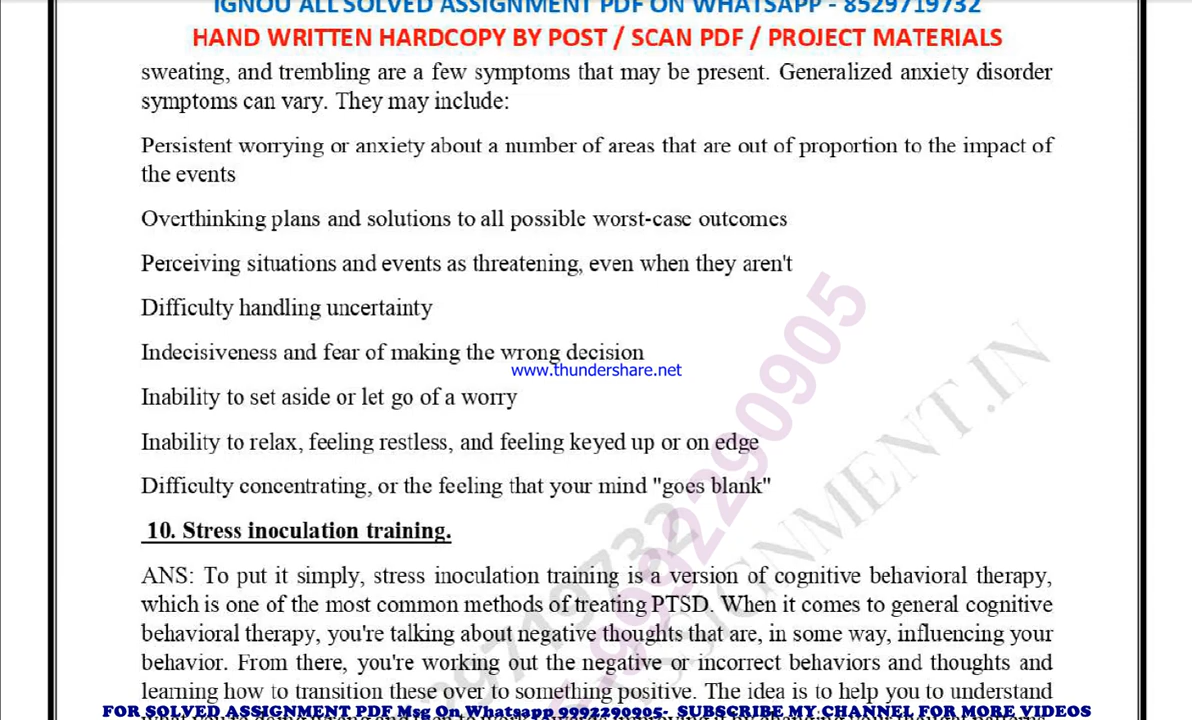 IGNOU ALL SOLVED ASSIGNMENT PDF ON WHATSAPP - 8529719732
HAND WRITTEN HARDCOPY BY POST / SCAN PDF / PROJECT MATERIALS
sweating, and trembling are a few symptoms that may be present. Generalized anxiety disorder
symptoms can vary. They may include:
Persistent worrying or anxiety about a number of areas that are out of proportion to the impact of
the events
Overthinking plans and solutions to all possible worst-case outcomes
Perceiving situations and events as threatening, even when they aren't
Difficulty handling uncertainty
Indecisiveness and fear of making the wrong decision
www.thundershare.net
Inability to set aside or let go of a worry
Inability to relax, feeling restless, and feeling keyed up or on edge
Difficulty concentrating, or the feeling that your mind "goes blank"
10. Stress inoculation training.
ANS: To put it simply, stress inoculation training is a version of cognitive behavioral therapy,
which is one of the most common methods of treating PTSD. When it comes to general cognitive
behavioral therapy, you're talking about negative thoughts that are, in some way, influencing your
behavior. From there, you're working out the negative or incorrect behaviors and thoughts and
learning how to transition these over to something positive. The idea is to help you to understand
FOR SOLVED ASSIGNMENT PDF Msg On Whatsapp 9992290905- SUBSCRIBE MY CHANNEL FOR MORE VIDEOS
9992290905
SIGNMENT.IN